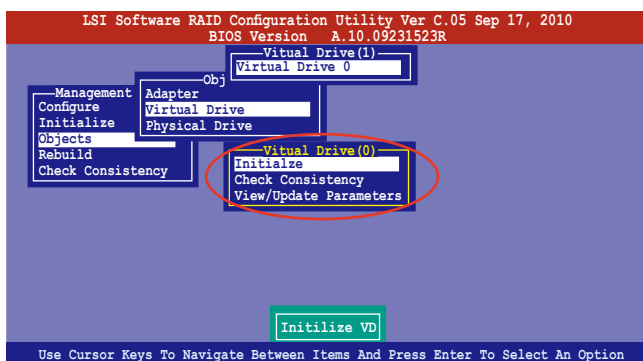 LSI Software RAID Configuration Utility Ver C.05 Sep 17, 2010
BIOS Version A.10.09231523R
Vitual Drive(1)
Virtual Drive 0
Obj
Adapter
Virtual Drive
Physical Drive
Management
Configure
Initialize
Objects
Rebuild
Check Consistency
Vitual Drive(0)
Initialze
Check Consistency
View/Update Parameters
Initilize VD
Use Cursor Keys To Navigate Between Items And Press Enter To Select An Option